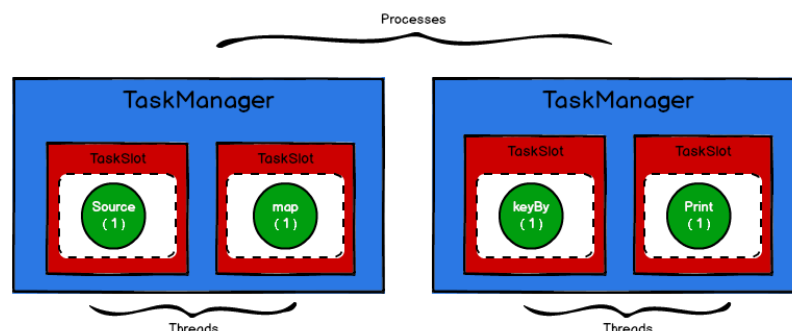 Processes
TaskManager
TaskManager
TaskSlot
TaskSlot
TaskSlot
TaskSlot
Source
(1)
map
(1)
keyBy
(1)
Print
(1)
Threads
Threads